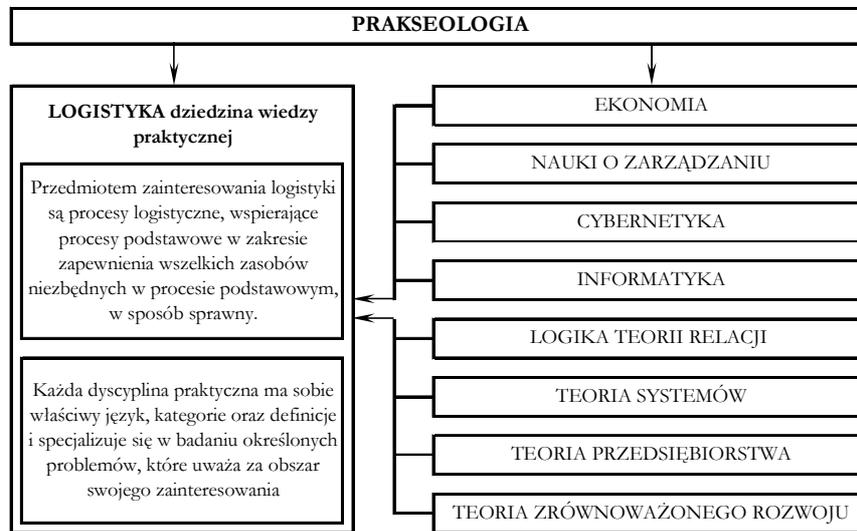 PRAKSEOLOGIA
LOGISTYKA dziedzina wiedzy
praktycznej
Przedmiotem zainteresowania logistyki
są procesy logistyczne, wspierające
procesy podstawowe w zakresie
zapewnienia wszelkich zasobów
niezbędnych w procesie podstawowym,
w sposób sprawny.
Każda dyscyplina praktyczna ma sobie
właściwy język, kategorie oraz definicje
i specjalizuje się w badaniu określonych
problemów, które uważa za obszar
swojego zainteresowania
EKONOMIA
NAUKI O ZARZĄDZANIU
CYBERNETYKA
INFORMATYKA
LOGIKA TEORII RELACJI
TEORIA SYSTEMÓW
TEORIA PRZEDSIĘBIORSTWA
TEORIA ZRÓWNOWAŻONEGO ROZWOJU